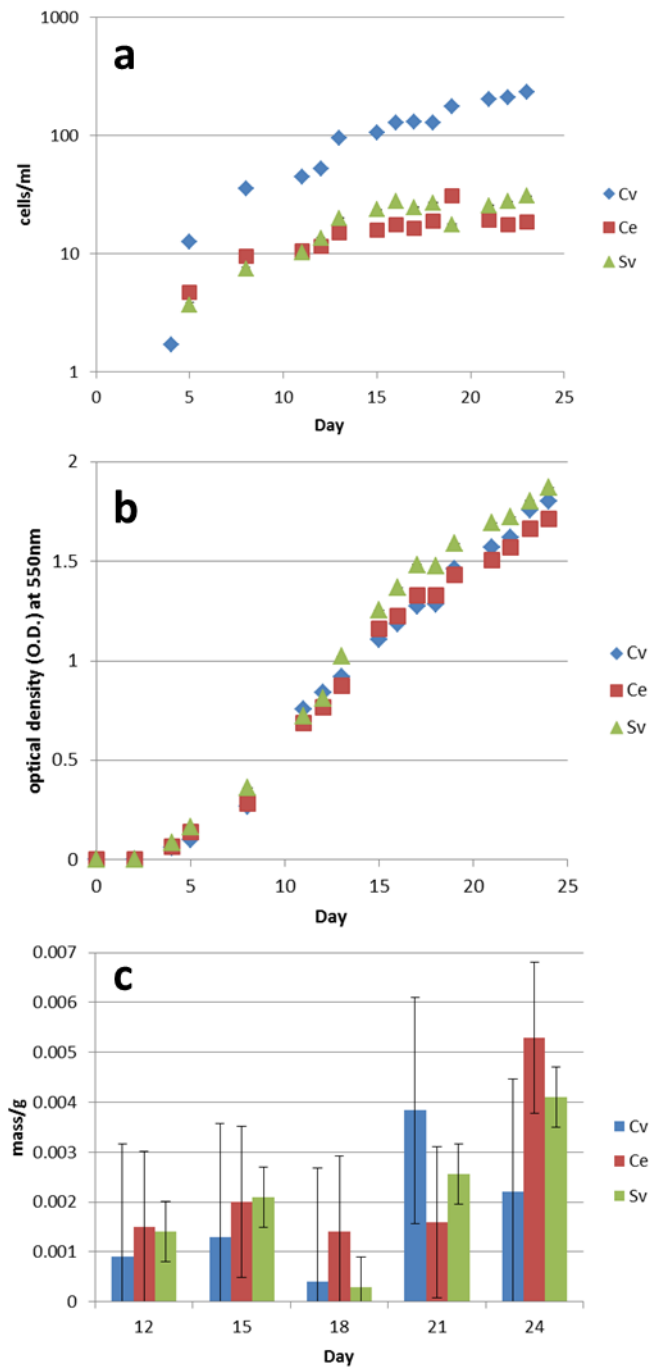 a
1000
100
10
1
cells/ml
0
5
10
15
20
25
Day
Cv
Ce
Sv
b
2
1.5
1
0.5
0
optical density (O.D.) at 550nm
0
5
10
15
20
25
Day
Cv
Ce
Sv
c
0.007
0.006
0.005
0.004
0.003
0.002
0.001
0
mass/g
12
15
18
21
24
Day
Cv
Ce
Sv